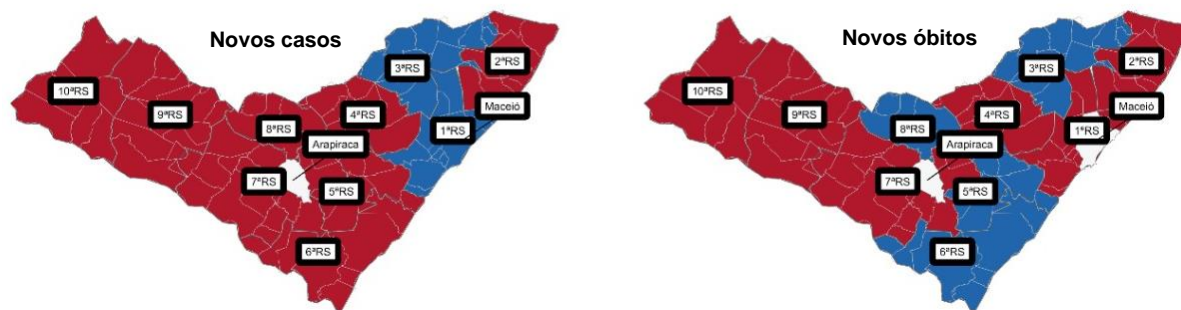 Novos casos
2ªRS
3ªRS
10ªRS
Maceió
9ªRS
4ªRS
8ªRS
1ªRS
Arapiraca
7ªRS
5ªRS
6ªRS
Novos óbitos
2ªRS
3ªRS
10ªRS
Maceió
9ªRS
4ªRS
8ªRS
1ªRS
Arapiraca
7ªRS
5ªRS
6ªRS